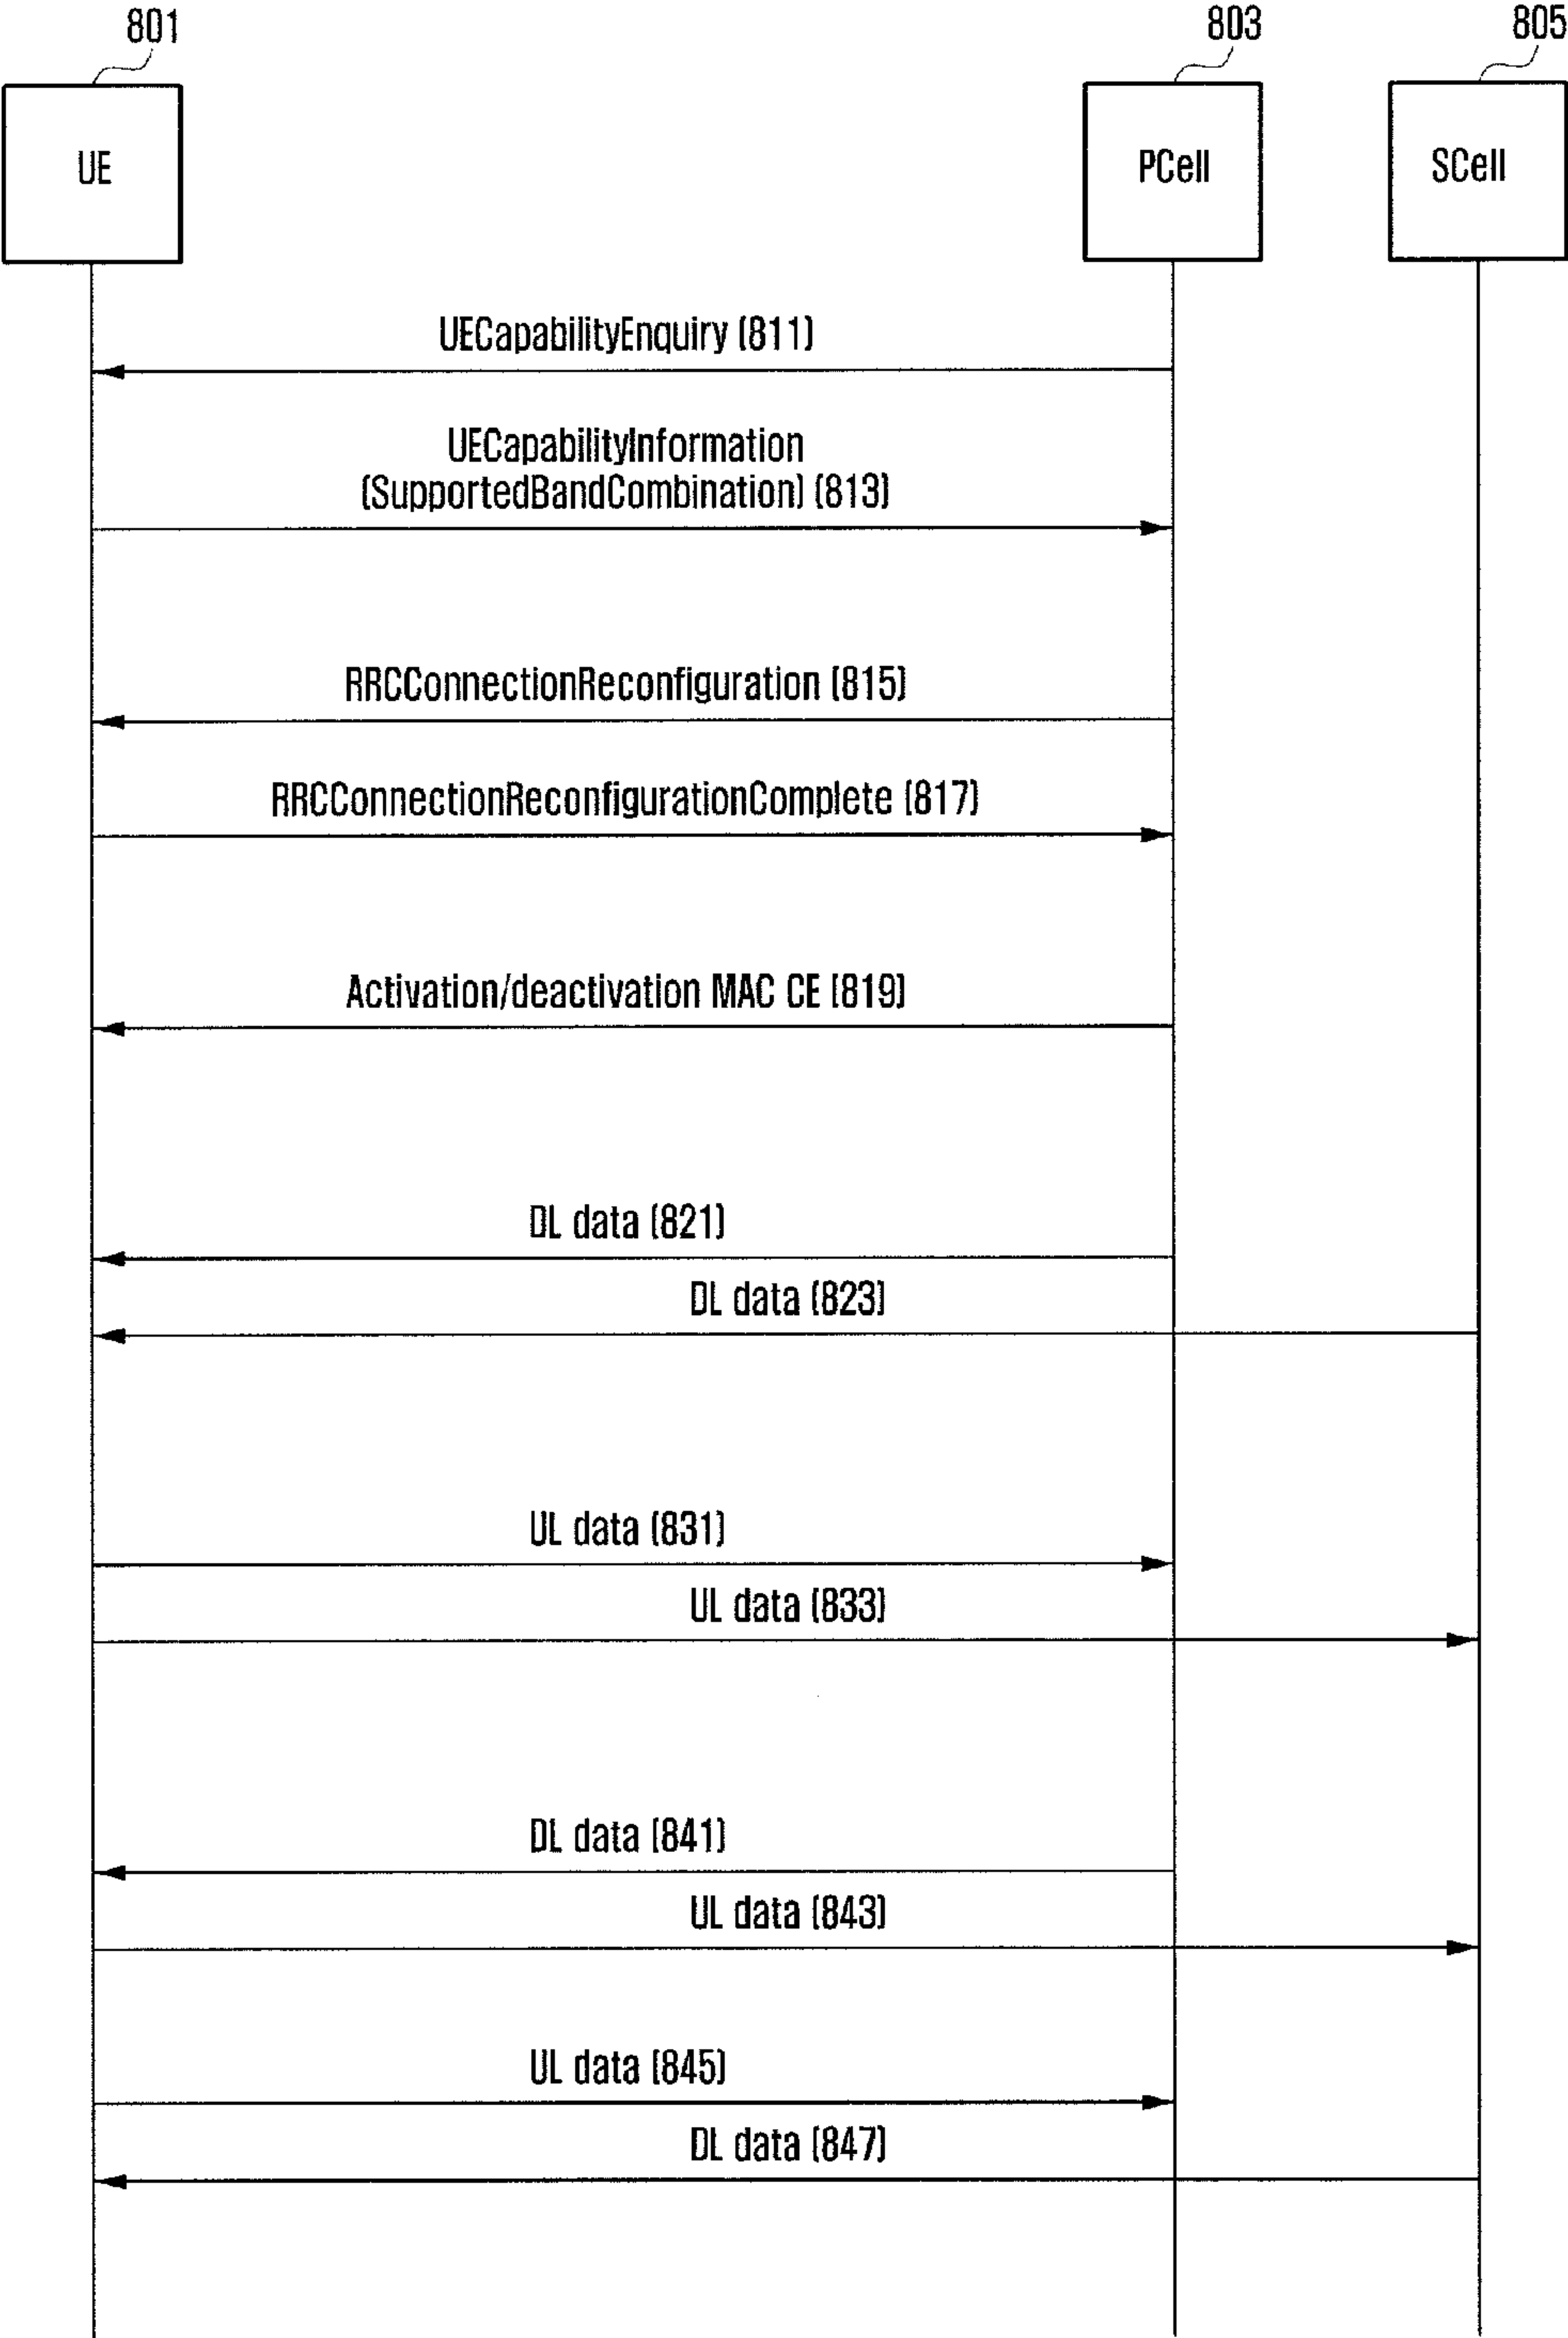 801
803
805
UE
PCell
SCell
UECapabilityEnquiry (811)
UECapabilityInformation
(SupportedBandCombination) (813)
RRCConnectionReconfiguration (815)
RRCConnectionReconfigurationComplete (817)
Activation/deactivation MAC CE (819)
DL data (821)
DL data (823)
UL data (831)
UL data (833)
DL data (841)
UL data (843)
UL data (845)
DL data (847)